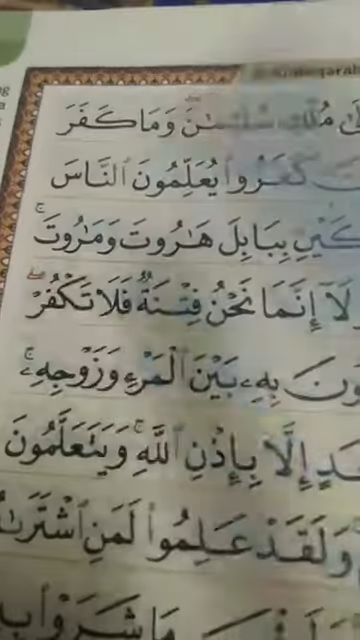 مُلْكِ سُلَيْمَـٰنَ ۖ وَمَا كَفَرَ
كَفَرُوا۟ يُعَلِّمُونَ ٱلنَّاسَ
بِبَابِلَ هَـٰرُوتَ وَمَـٰرُوتَ ۚ
إِنَّمَا نَحْنُ فِتْنَةٌ فَلَا تَكْفُرْ ۖ
بِهِۦ بَيْنَ ٱلْمَرْءِ وَزَوْجِهِۦ ۚ
إِلَّا بِإِذْنِ ٱللَّهِ ۚ وَيَتَعَلَّمُونَ
وَلَقَدْ عَلِمُوا۟ لَمَنِ ٱشْتَرَىٰهُ
مَا شَرَوْا۟ بِهِۦ